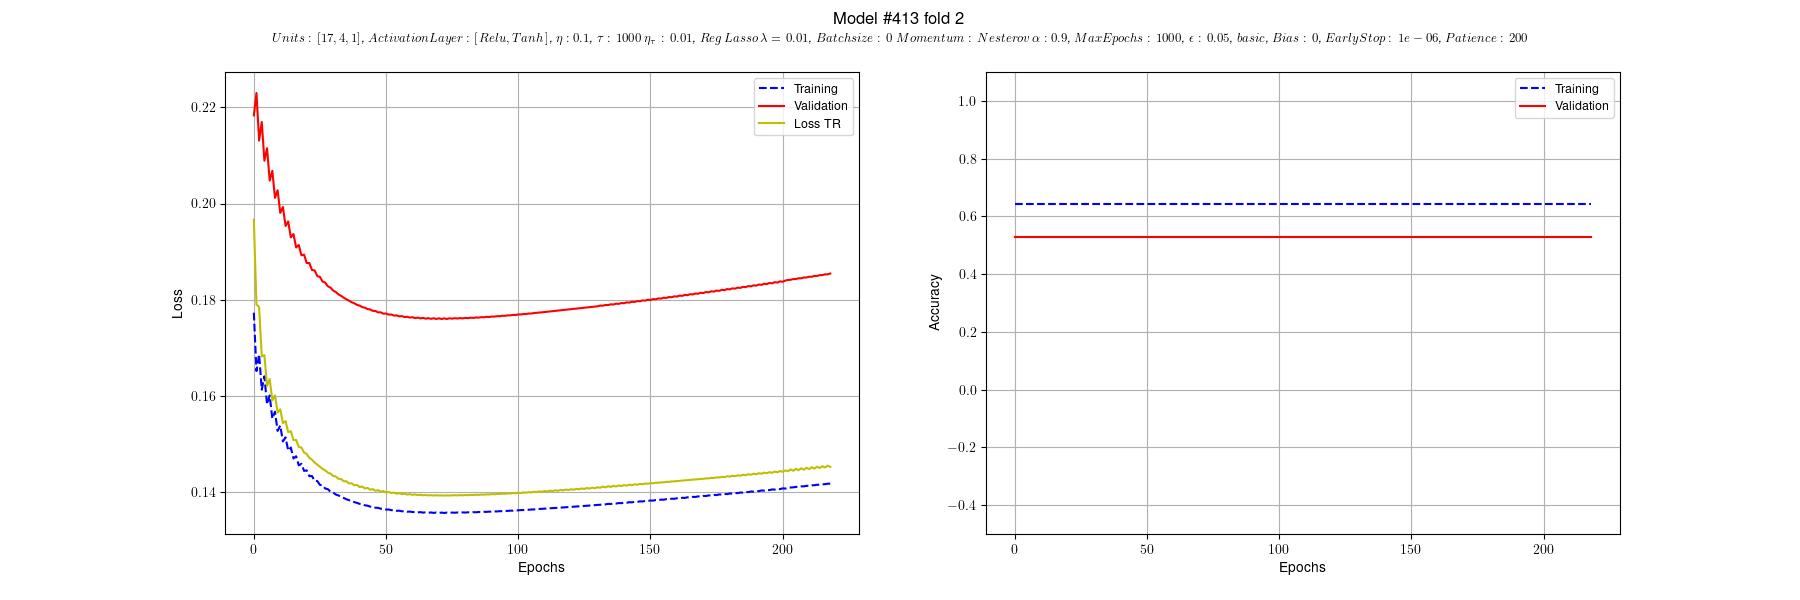 Model #413 fold 2
Units : [17, 4, 1], ActivationLayer : [Relu, Tanh], η : 0.1, τ : 1000 ητ : 0.01, Reg Lasso λ = 0.01, Batchsize : 0 Momentum : Nesterov α : 0.9, MaxEpochs : 1000, ϵ : 0.05, basic, Bias : 0, EarlyStop : 1e − 06, Patience : 200
Loss
0.22
0.20
0.18
0.16
0.14
0
50
100
150
200
Epochs
Training
Validation
Loss TR
Accuracy
1.0
0.8
0.6
0.4
0.2
0.0
−0.2
−0.4
0
50
100
150
200
Epochs
Training
Validation